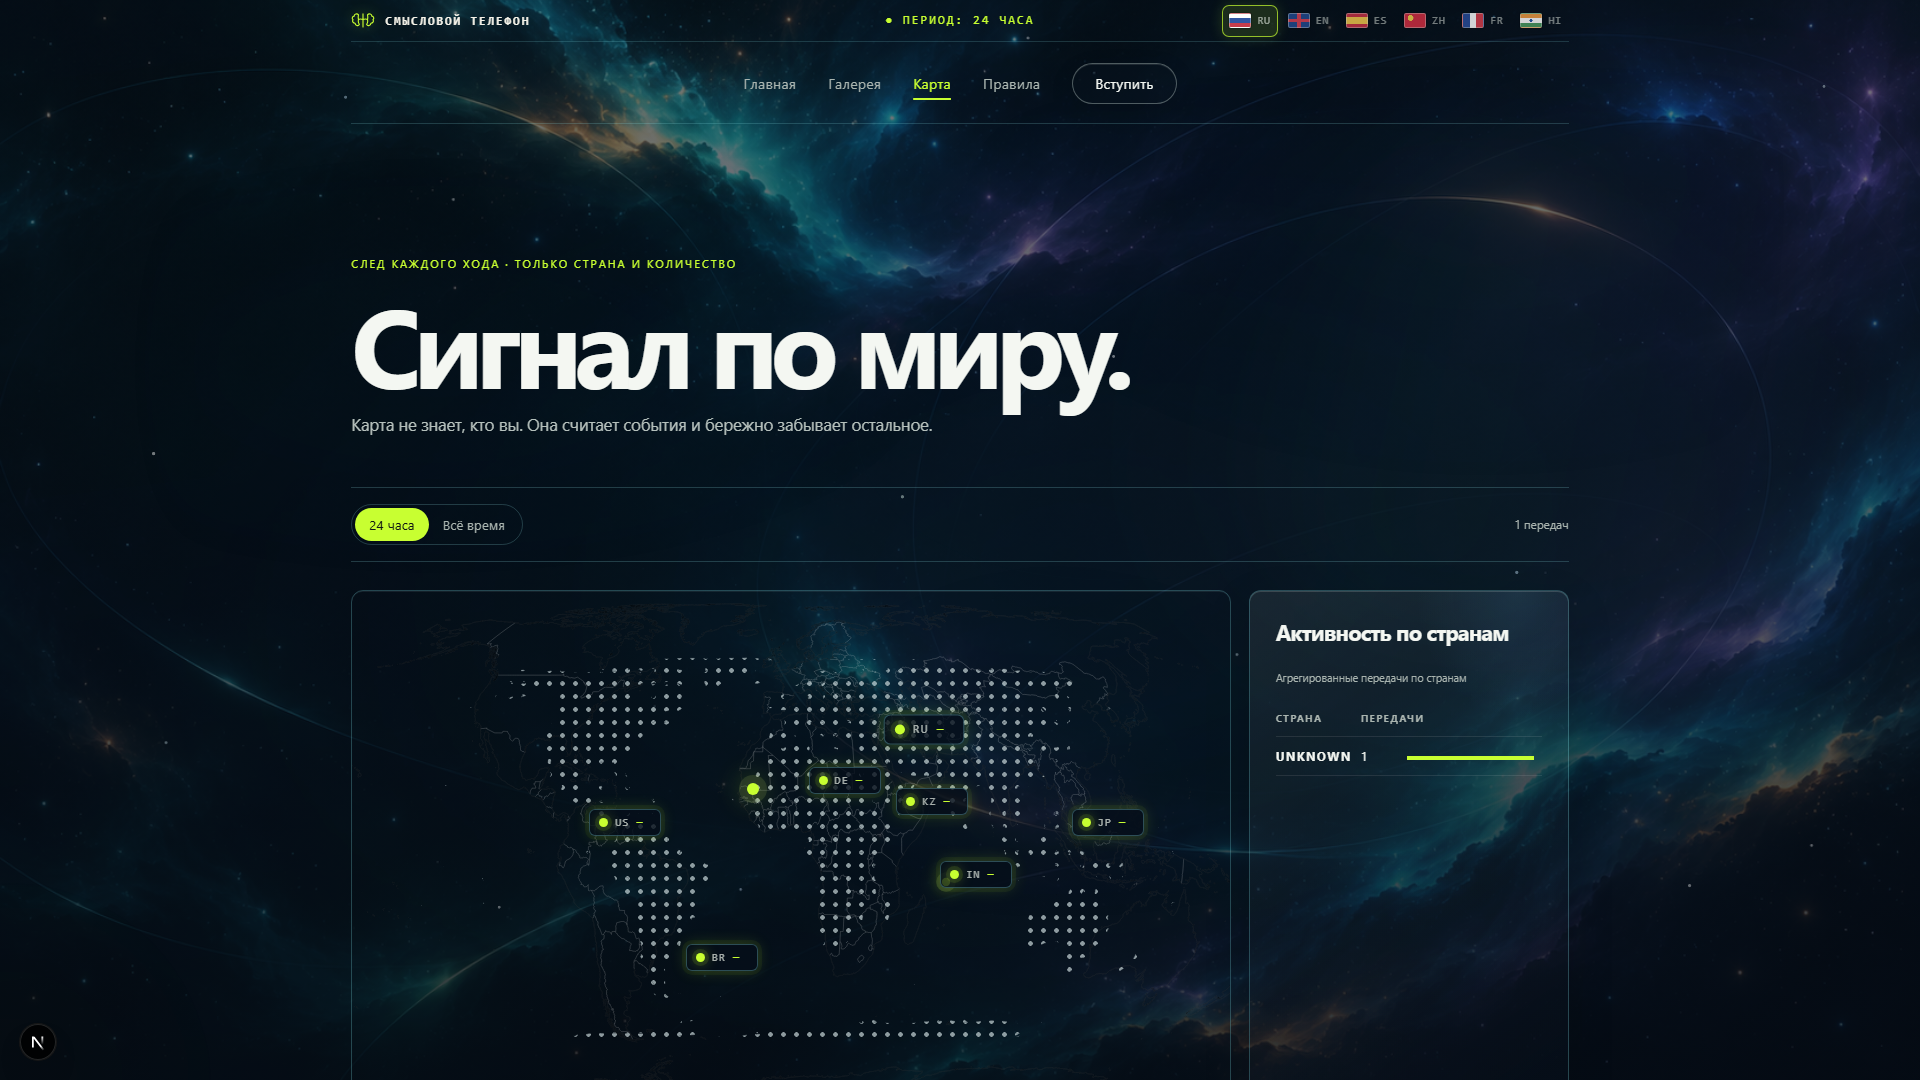 СМЫСЛОВОЙ ТЕЛЕФОН
ПЕРИОД: 24 ЧАСА
RU EN ES ZH FR HI
Главная Галерея Карта Правила Вступить
СЛЕД КАЖДОГО ХОДА · ТОЛЬКО СТРАНА И КОЛИЧЕСТВО
Сигнал по миру.
Карта не знает, кто вы. Она считает события и бережно забывает остальное.
24 часа Всё время
1 передач
Активность по странам
Агрегированные передачи по странам
СТРАНА ПЕРЕДАЧИ
UNKNOWN 1
RU —
DE —
KZ —
US —
JP —
IN —
BR —
N